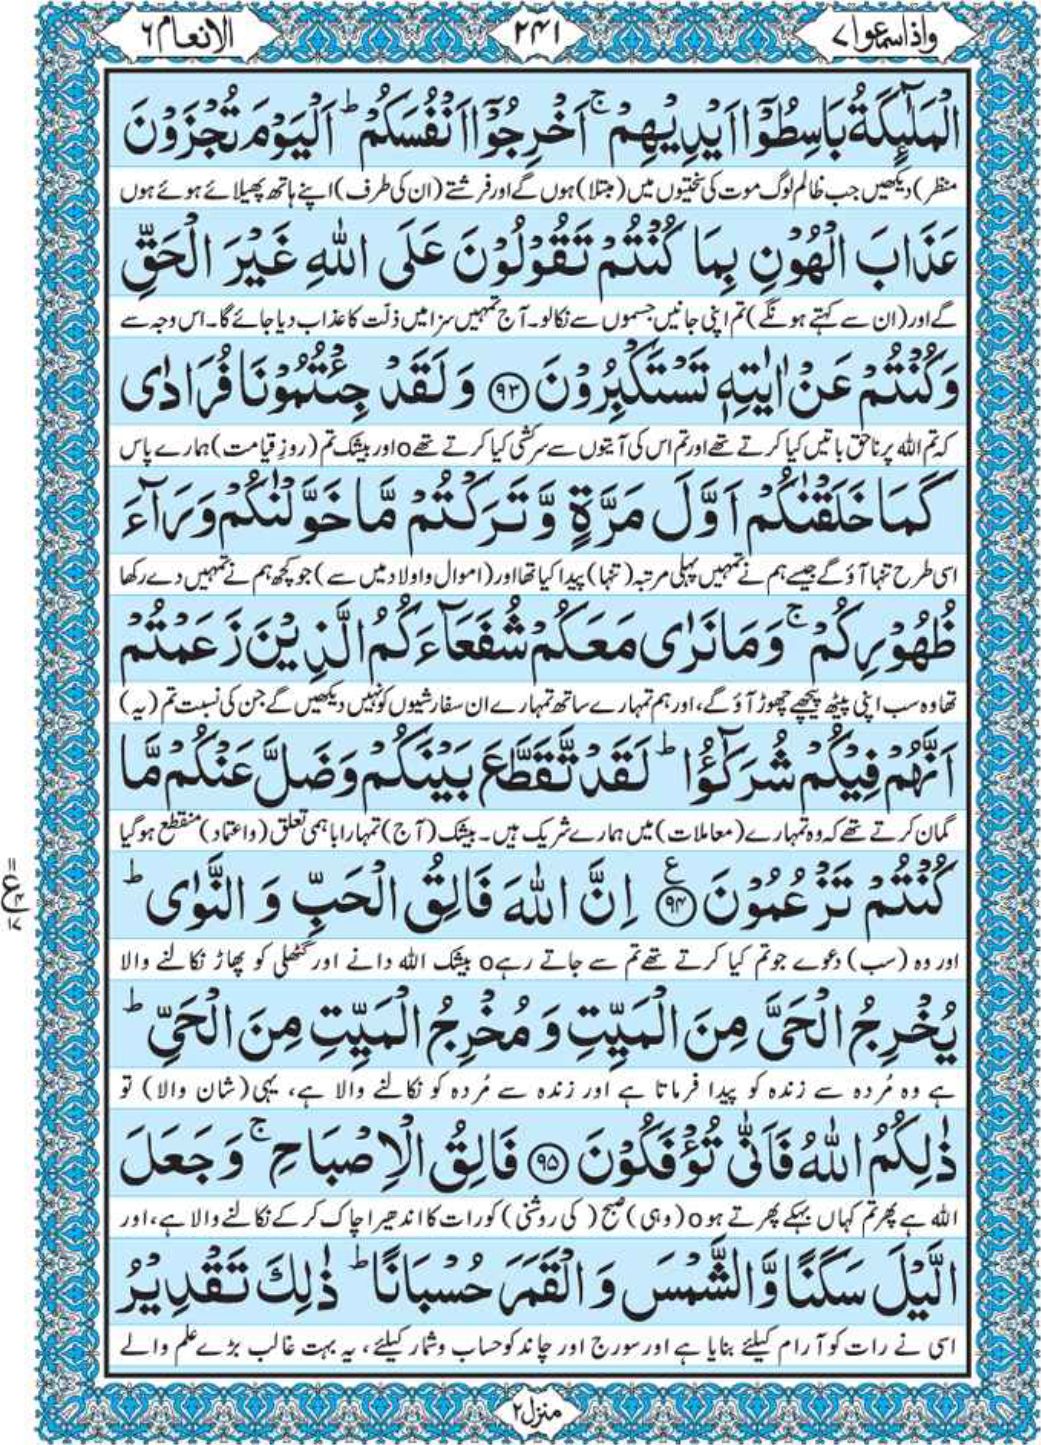 واذاسمعوا ٧
٢٤١
الانعام ٦
الْمَلٰٓئِكَةُ بَاسِطُوْۤا اَيْدِيْهِمْ ۚ اَخْرِجُوْۤا اَنْفُسَكُمْ ؕ اَلْيَوْمَ تُجْزَوْنَ
منظر) دیکھیں جب ظالم لوگ موت کی سختیوں میں (مبتلا) ہوں گے اور فرشتے (ان کی طرف) اپنے ہاتھ پھیلائے ہوئے ہوں
عَذَابَ الْهُوْنِ بِمَا كُنْتُمْ تَقُوْلُوْنَ عَلَى اللّٰهِ غَيْرَ الْحَقِّ
گے اور (ان سے کہتے ہونگے) تم اپنی جانیں جسموں سے نکالو۔ آج تمہیں سزا میں ذلّت کا عذاب دیا جائے گا۔ اس وجہ سے
وَكُنْتُمْ عَنْ اٰيٰتِهٖ تَسْتَكْبِرُوْنَ ﴿۹۳﴾ وَلَقَدْ جِئْتُمُوْنَا فُرَادٰى
کہ تم اللہ پر ناحق باتیں کیا کرتے تھے اور تم اس کی آیتوں سے سرکشی کیا کرتے تھے o اور بیشک تم (روزِ قیامت) ہمارے پاس
كَمَا خَلَقْنٰكُمْ اَوَّلَ مَرَّةٍ وَّ تَرَكْتُمْ مَّا خَوَّلْنٰكُمْ وَرَآءَ
اسی طرح تنہا آؤ گے جیسے ہم نے تمہیں پہلی مرتبہ (تنہا) پیدا کیا تھا اور (اموال و اولاد میں سے) جو کچھ ہم نے تمہیں دے رکھا
ظُهُوْرِكُمْ ۚ وَمَا نَرٰى مَعَكُمْ شُفَعَآءَكُمُ الَّذِيْنَ زَعَمْتُمْ
تھا وہ سب اپنی پیٹھ پیچھے چھوڑ آؤ گے، اور ہم تمہارے ساتھ تمہارے ان سفارشیوں کو نہیں دیکھیں گے جن کی نسبت تم (یہ)
اَنَّهُمْ فِيْكُمْ شُرَكٰٓؤُا ؕ لَقَدْ تَّقَطَّعَ بَيْنَكُمْ وَضَلَّ عَنْكُمْ مَّا
گمان کرتے تھے کہ وہ تمہارے (معاملات) میں ہمارے شریک ہیں۔ بیشک (آج) تمہارا باہمی تعلق (و اعتماد) منقطع ہوگیا
كُنْتُمْ تَزْعُمُوْنَ ﴿۹۴﴾ ع اِنَّ اللّٰهَ فَالِقُ الْحَبِّ وَ النَّوٰى ؕ
اور وہ (سب) دعوے جو تم کیا کرتے تھے تم سے جاتے رہے o بیشک اللہ دانے اور گٹھلی کو پھاڑ نکالنے والا
يُخْرِجُ الْحَيَّ مِنَ الْمَيِّتِ وَ مُخْرِجُ الْمَيِّتِ مِنَ الْحَيِّ ؕ
ہے وہ مُردہ سے زندہ کو پیدا فرماتا ہے اور زندہ سے مُردہ کو نکالنے والا ہے، یہی (شان والا) تو
ذٰلِكُمُ اللّٰهُ فَاَنّٰى تُؤْفَكُوْنَ ﴿۹۵﴾ فَالِقُ الْاِصْبَاحِ ۚ وَجَعَلَ
اللہ ہے پھر تم کہاں بہکے پھرتے ہو o (وہی) صبح (کی روشنی) کو رات کا اندھیرا چاک کر کے نکالنے والا ہے، اور
الَّيْلَ سَكَنًا وَّالشَّمْسَ وَ الْقَمَرَ حُسْبَانًا ؕ ذٰلِكَ تَقْدِيْرُ
اسی نے رات کو آرام کیلئے بنایا ہے اور سورج اور چاند کو حساب و شمار کیلئے، یہ بہت غالب بڑے علم والے
منزل ۲